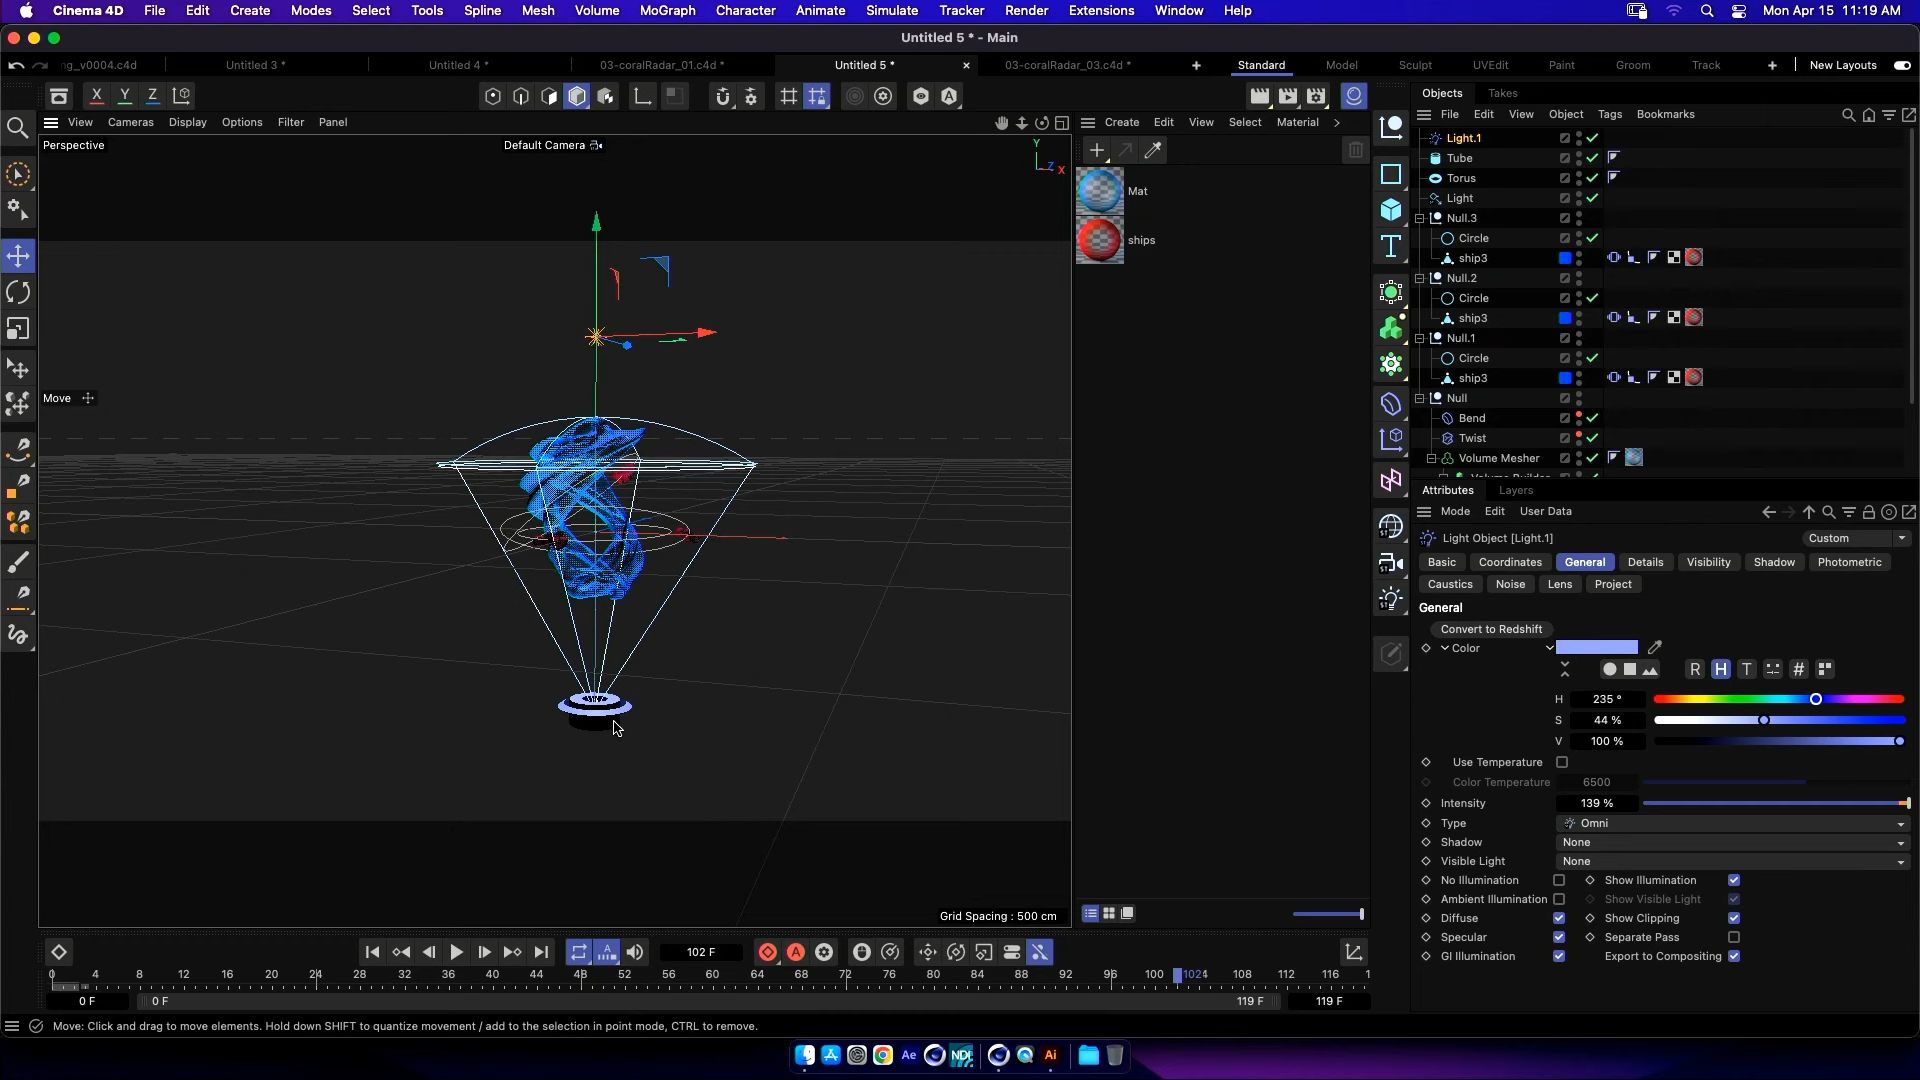 Cinema 4D File Edit Create Modes Select Tools Spline Mesh Volume MoGraph Character Animate Simulate Tracker Render Extensions Window Help Mon Apr 15 11:19 AM
Untitled 5 * - Main
ng_v0004.c4d Untitled 3 * Untitled 4 * 03-coralRadar_01.c4d * Untitled 5 * 03-coralRadar_03.c4d * Standard Model Sculpt UVEdit Paint Groom Track New Layouts
X Y Z
View Cameras Display Options Filter Panel
Perspective
Default Camera
Y
Z X
Move
Grid Spacing : 500 cm
Create Edit View Select Material
Mat
ships
Objects Takes
File Edit View Object Tags Bookmarks
Light.1
Tube
Torus
Light
Null.3
Circle
ship3
Null.2
Circle
ship3
Null.1
Circle
ship3
Null
Bend
Twist
Volume Mesher
Volume Builder
Attributes Layers
Mode Edit User Data
Light Object [Light.1] Custom
Basic Coordinates General Details Visibility Shadow Photometric
Caustics Noise Lens Project
General
Convert to Redshift
Color
R H T #
H 235 °
S 44 %
V 100 %
Use Temperature
Color Temperature 6500
Intensity 139 %
Type Omni
Shadow None
Visible Light None
No Illumination Show Illumination
Ambient Illumination Show Visible Light
Diffuse Show Clipping
Specular Separate Pass
GI Illumination Export to Compositing
102 F
0 4 8 12 16 20 24 28 32 36 40 44 48 52 56 60 64 68 72 76 80 84 88 92 96 100 102 108 112 116 1
0 F 0 F 119 F 119 F
Move: Click and drag to move elements. Hold down SHIFT to quantize movement / add to the selection in point mode, CTRL to remove.
Ae NDI Ai